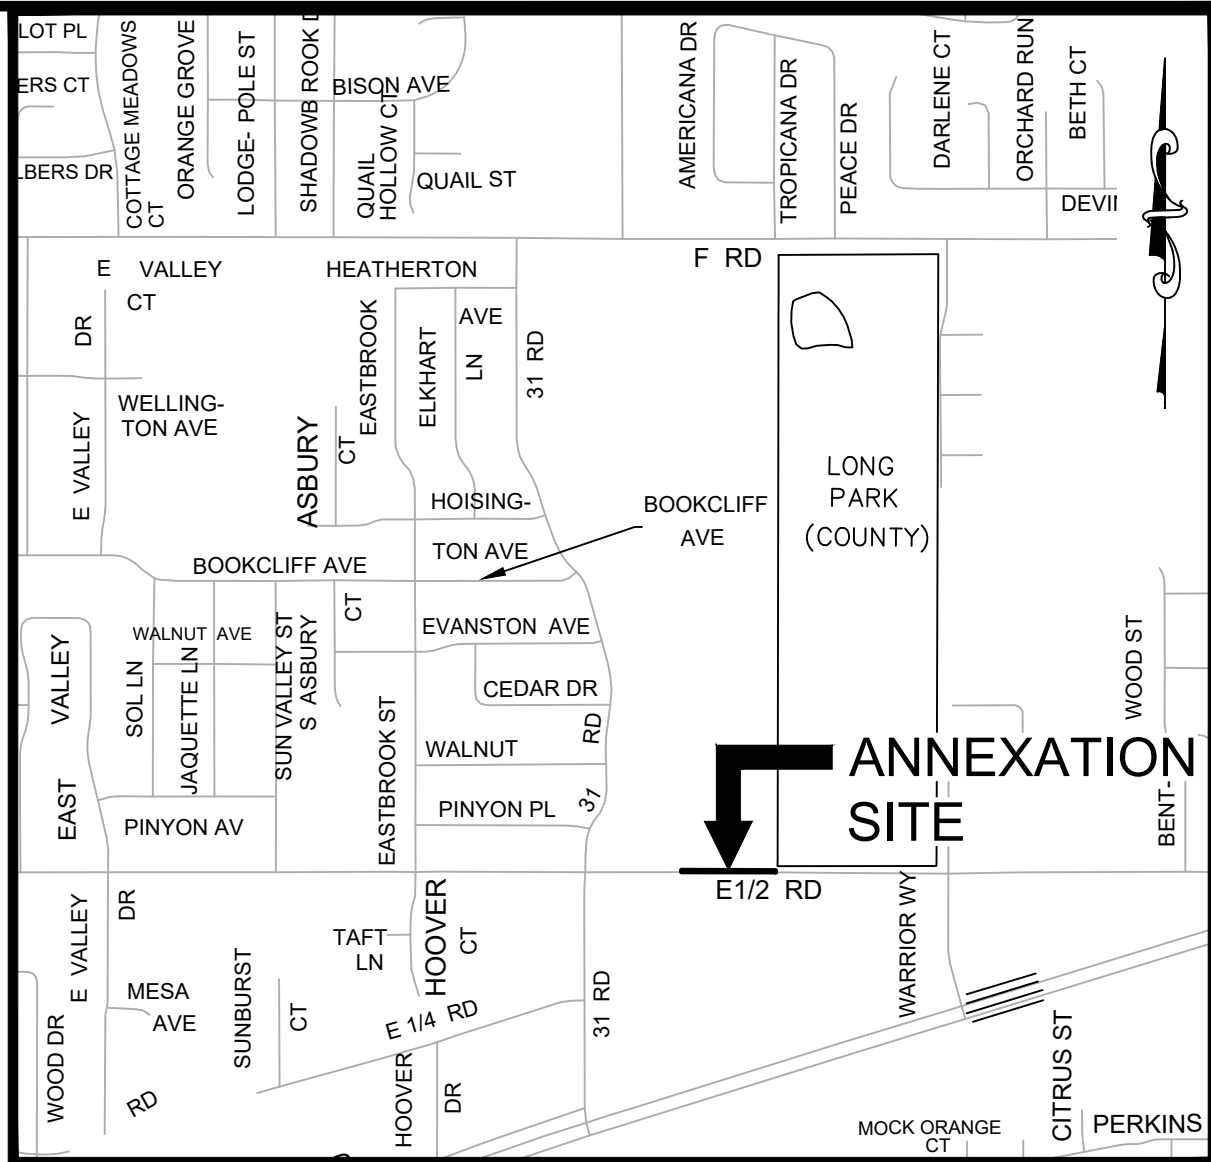 LOT PL
ERS CT
LBERS DR
COTTAGE MEADOWS
CT
ORANGE GROVE
LODGE- POLE ST
SHADOWB ROOK
BISON AVE
QUAIL
HOLLOW CT
QUAIL ST
AMERICANA DR
TROPICANA DR
PEACE DR
DARLENE CT
ORCHARD RUN
BETH CT
DEVI
F RD
E VALLEY
CT
DR
HEATHERTON
AVE
EASTBROOK
ELKHART
LN
31 RD
WELLING-
TON AVE
E VALLEY
ASBURY
CT
HOISING-
TON AVE
BOOKCLIFF
AVE
LONG
PARK
(COUNTY)
BOOKCLIFF AVE
CT
EVANSTON AVE
WALNUT AVE
SUN VALLEY ST
S ASBURY
VALLEY
EAST
SOL LN
JAQUETTE LN
CEDAR DR
RD
31
EASTBROOK ST
WALNUT
PINYON PL
PINYON AV
WOOD ST
BENT-
ANNEXATION
SITE
E1/2 RD
E VALLEY
DR
HOOVER
CT
TAFT
LN
WARRIOR WY
MESA
AVE
SUNBURST
CT
E 1/4 RD
31 RD
WOOD DR
RD
HOOVER
DR
CITRUS ST
MOCK ORANGE
CT
PERKINS